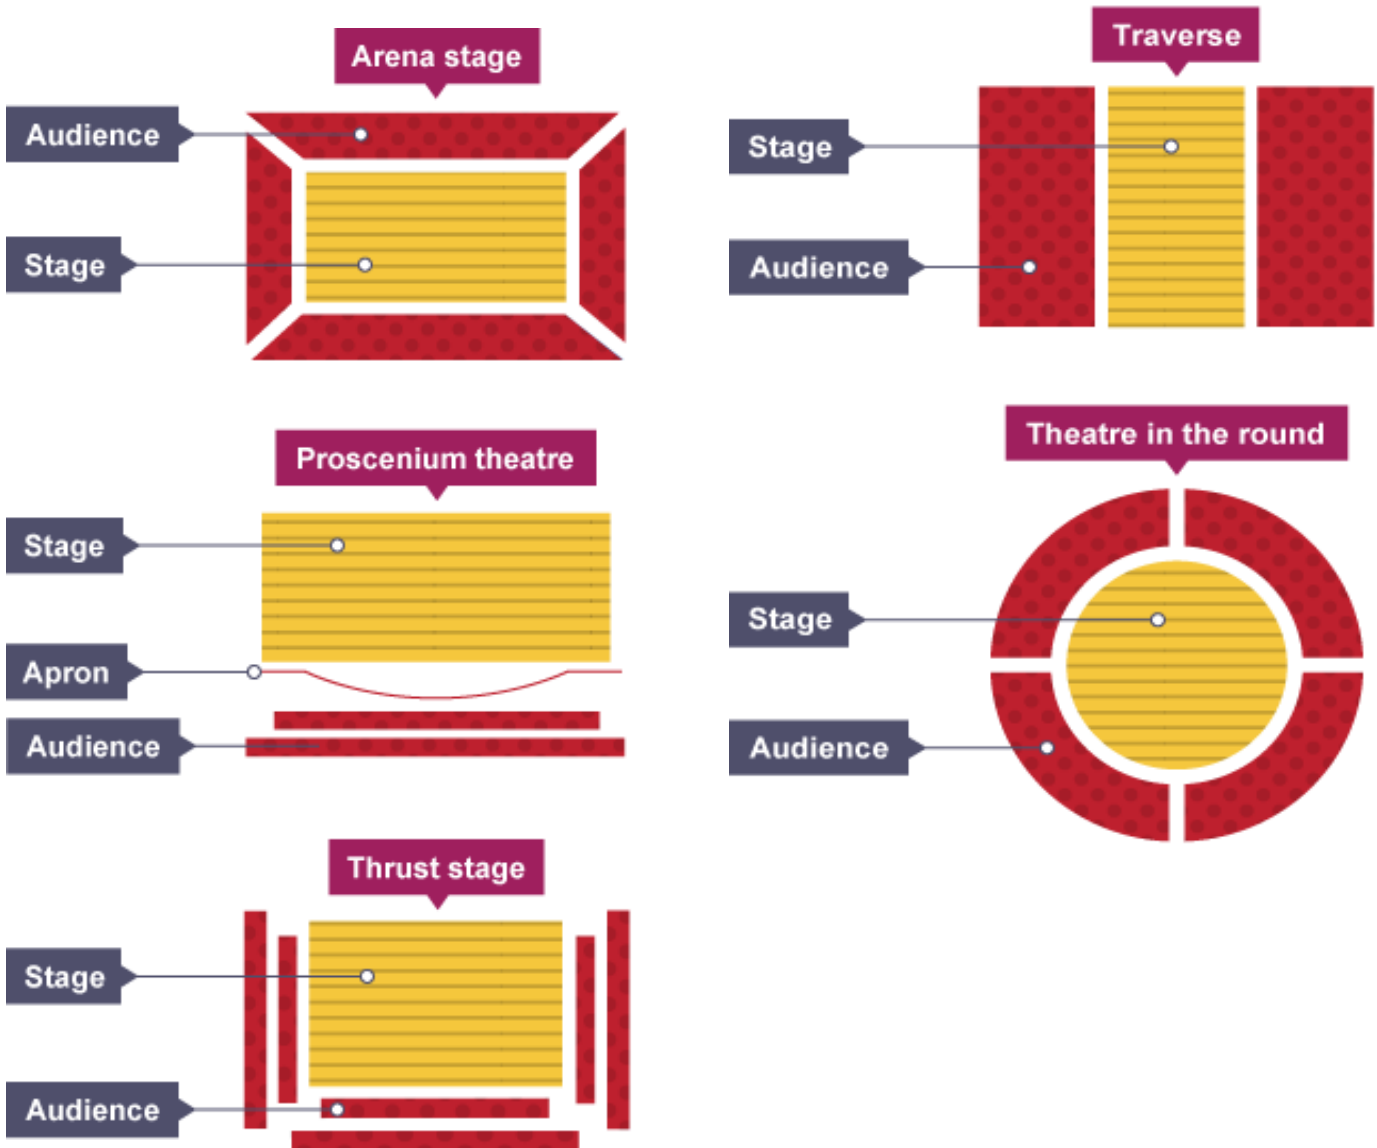 Arena stage
Audience
Stage
Traverse
Stage
Audience
Proscenium theatre
Stage
Apron
Audience
Theatre in the round
Stage
Audience
Thrust stage
Stage
Audience